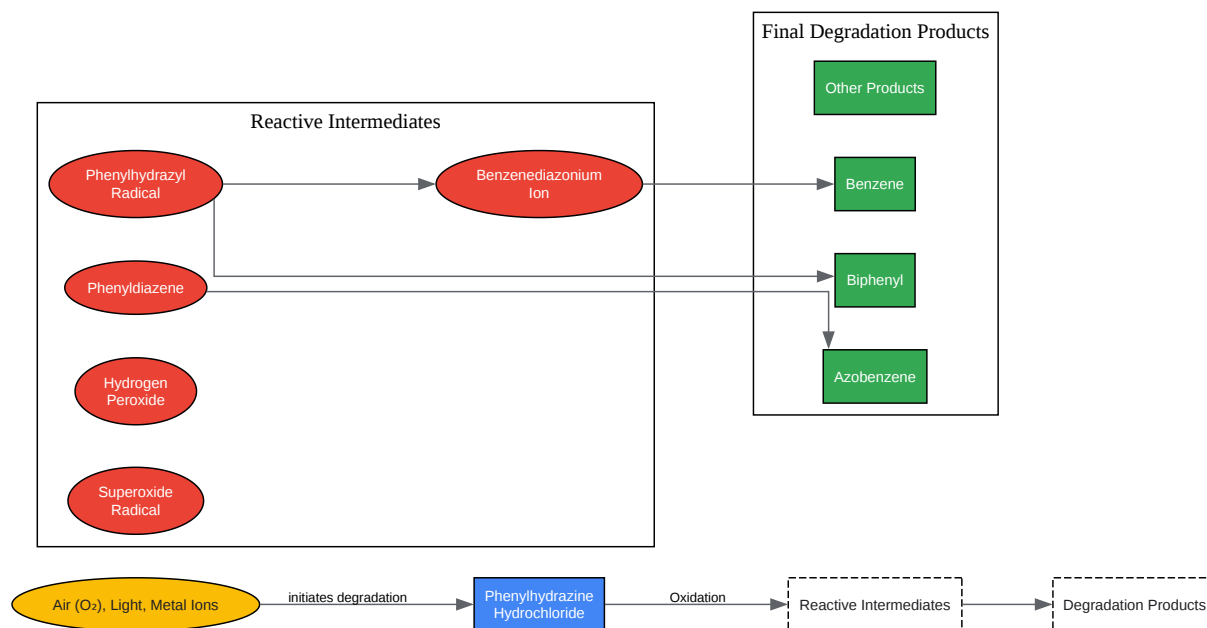 Final Degradation Products
Other Products
Reactive Intermediates
Phenylhydrazyl
Radical
Benzenediazonium
Ion
Benzene
Phenyldiazene
Biphenyl
Hydrogen
Peroxide
Azobenzene
Superoxide
Radical
Air (O₂), Light, Metal Ions
initiates degradation
Phenylhydrazine
Hydrochloride
Oxidation
Reactive Intermediates
Degradation Products